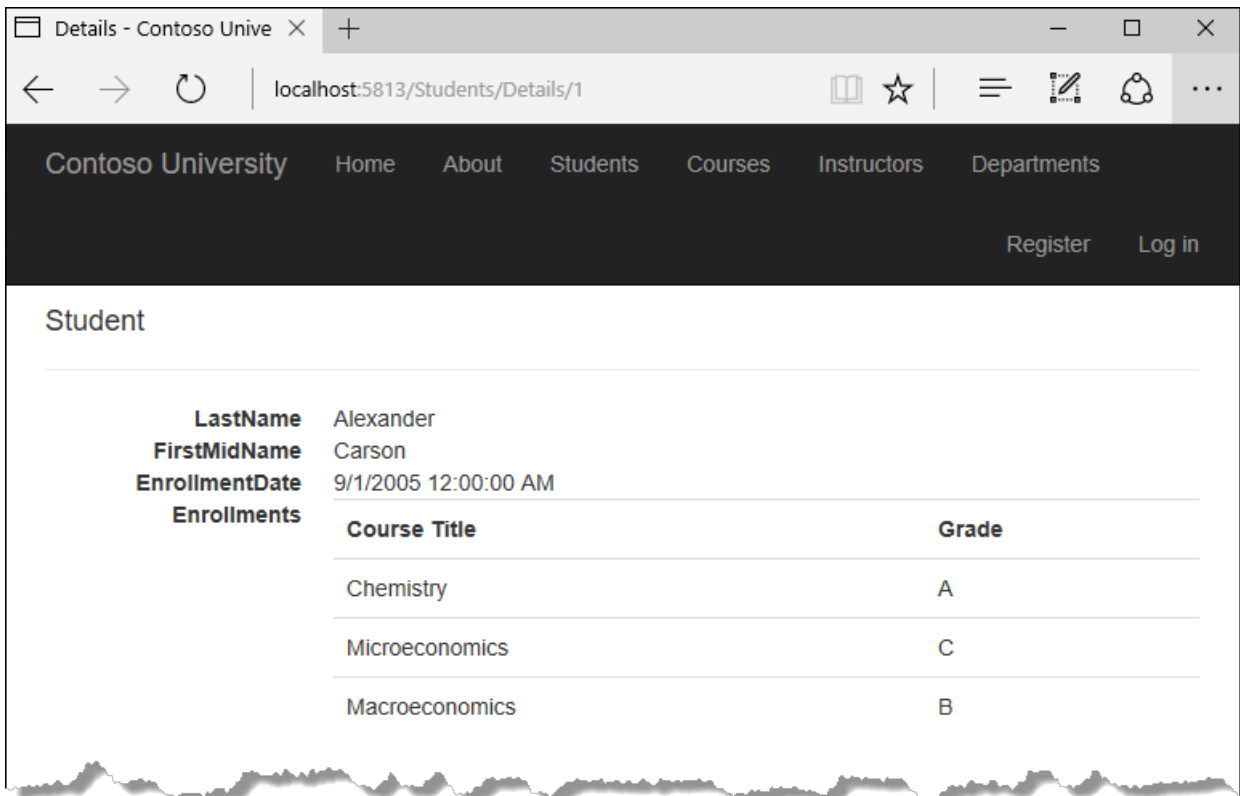 Details - Contoso Unive
localhost:5813/Students/Details/1
Contoso University Home About Students Courses Instructors Departments
Register Log in
Student
LastName Alexander
FirstMidName Carson
EnrollmentDate 9/1/2005 12:00:00 AM
Enrollments
Course Title Grade
Chemistry A
Microeconomics C
Macroeconomics B